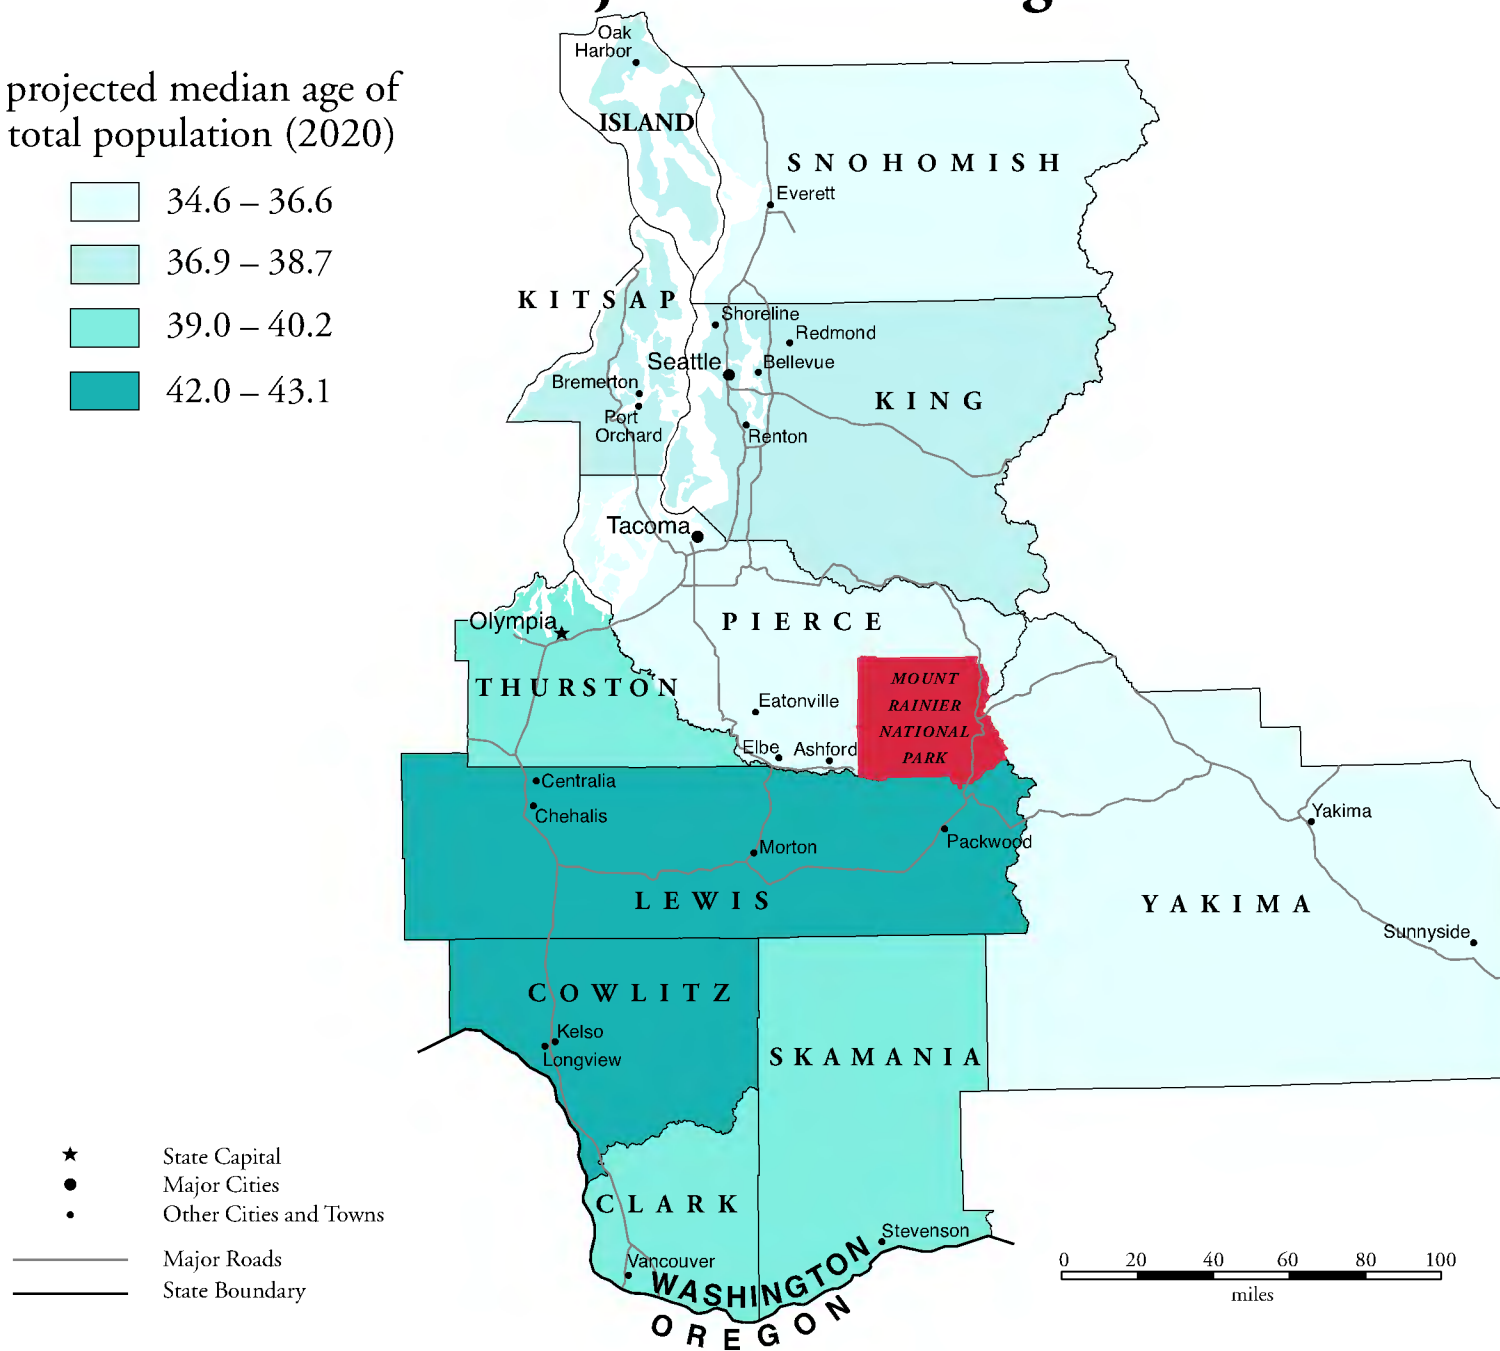 projected median age of
total population (2020)
34.6 – 36.6
36.9 – 38.7
39.0 – 40.2
42.0 – 43.1
Oak
Harbor
ISLAND
SNOHOMISH
Everett
KITSAP
Shoreline
Redmond
Seattle
Bellevue
Bremerton
KING
Port
Orchard
Renton
Tacoma
Olympia
PIERCE
THURSTON
MOUNT
RAINIER
NATIONAL
PARK
Eatonville
Elbe
Ashford
Centralia
Chehalis
Yakima
Morton
Packwood
LEWIS
YAKIMA
Sunnyside
COWLITZ
Kelso
Longview
SKAMANIA
CLARK
Stevenson
Vancouver
WASHINGTON
OREGON
State Capital
Major Cities
Other Cities and Towns
Major Roads
State Boundary
0 20 40 60 80 100
miles